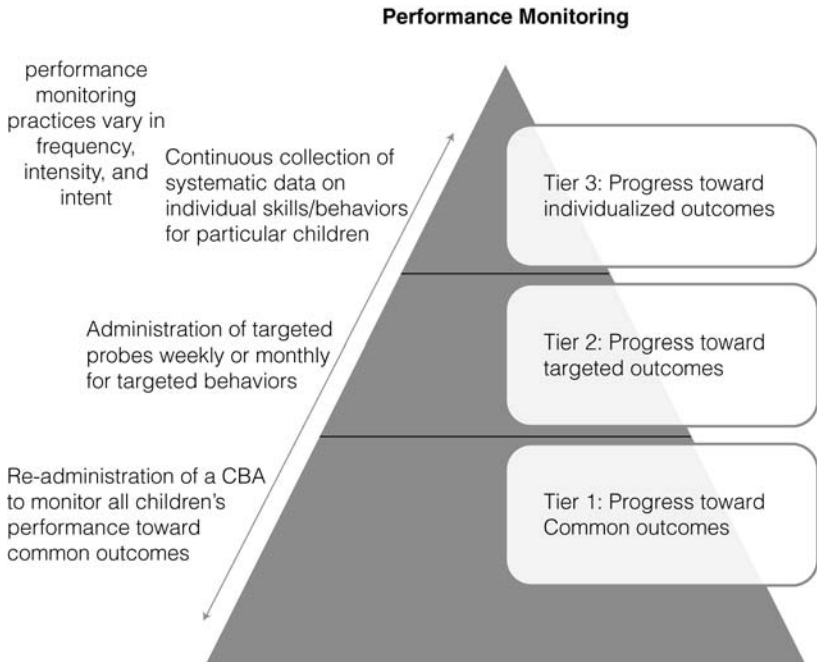 Performance Monitoring
performance
monitoring
practices vary in
frequency,
intensity, and
intent
Continuous collection of
systematic data on
individual skills/behaviors
for particular children
Tier 3: Progress toward
individualized outcomes
Administration of targeted
probes weekly or monthly
for targeted behaviors
Tier 2: Progress toward
targeted outcomes
Re-administration of a CBA
to monitor all children’s
performance toward
common outcomes
Tier 1: Progress toward
Common outcomes